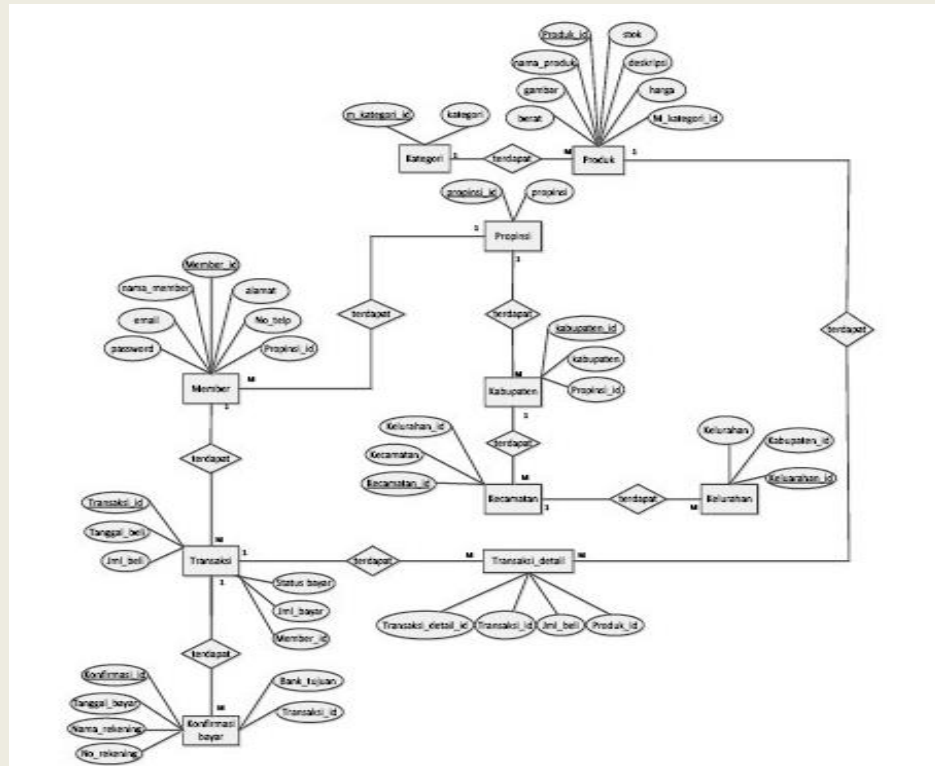 Produk_id
stok
nama_produk
deskripsi
gambar
harga
berat
M_kategori_id
m_kategori_id
kategori
Kategori
1
terdapat
M
Produk
1
propinsi_id
propinsi
1
Propinsi
1
Member_id
nama_member
alamat
email
No_telp
password
Propinsi_id
terdapat
terdapat
terdapat
kabupaten_id
kabupaten
Propinsi_id
M
Member
1
M
Kabupaten
1
Kelurahan_id
Kecamatan
Kecamatan_id
terdapat
M
Kecamatan
1
terdapat
M
Kelurahan
Kelurahan
Kabupaten_id
Keluarahan_id
terdapat
Transaksi_id
Tanggal_beli
Jml_beli
M
Transaksi
1
1
terdapat
M
Transaksi_detail
M
Status bayar
Jml_bayar
Member_id
Transaksi_detail_id
Transaksi_id
Jml_beli
Produk_id
terdapat
Konfirmasi_id
Tanggal_bayar
Nama_rekening
No_rekening
M
Konfirmasi
bayar
Bank_tujuan
Transaksi_id